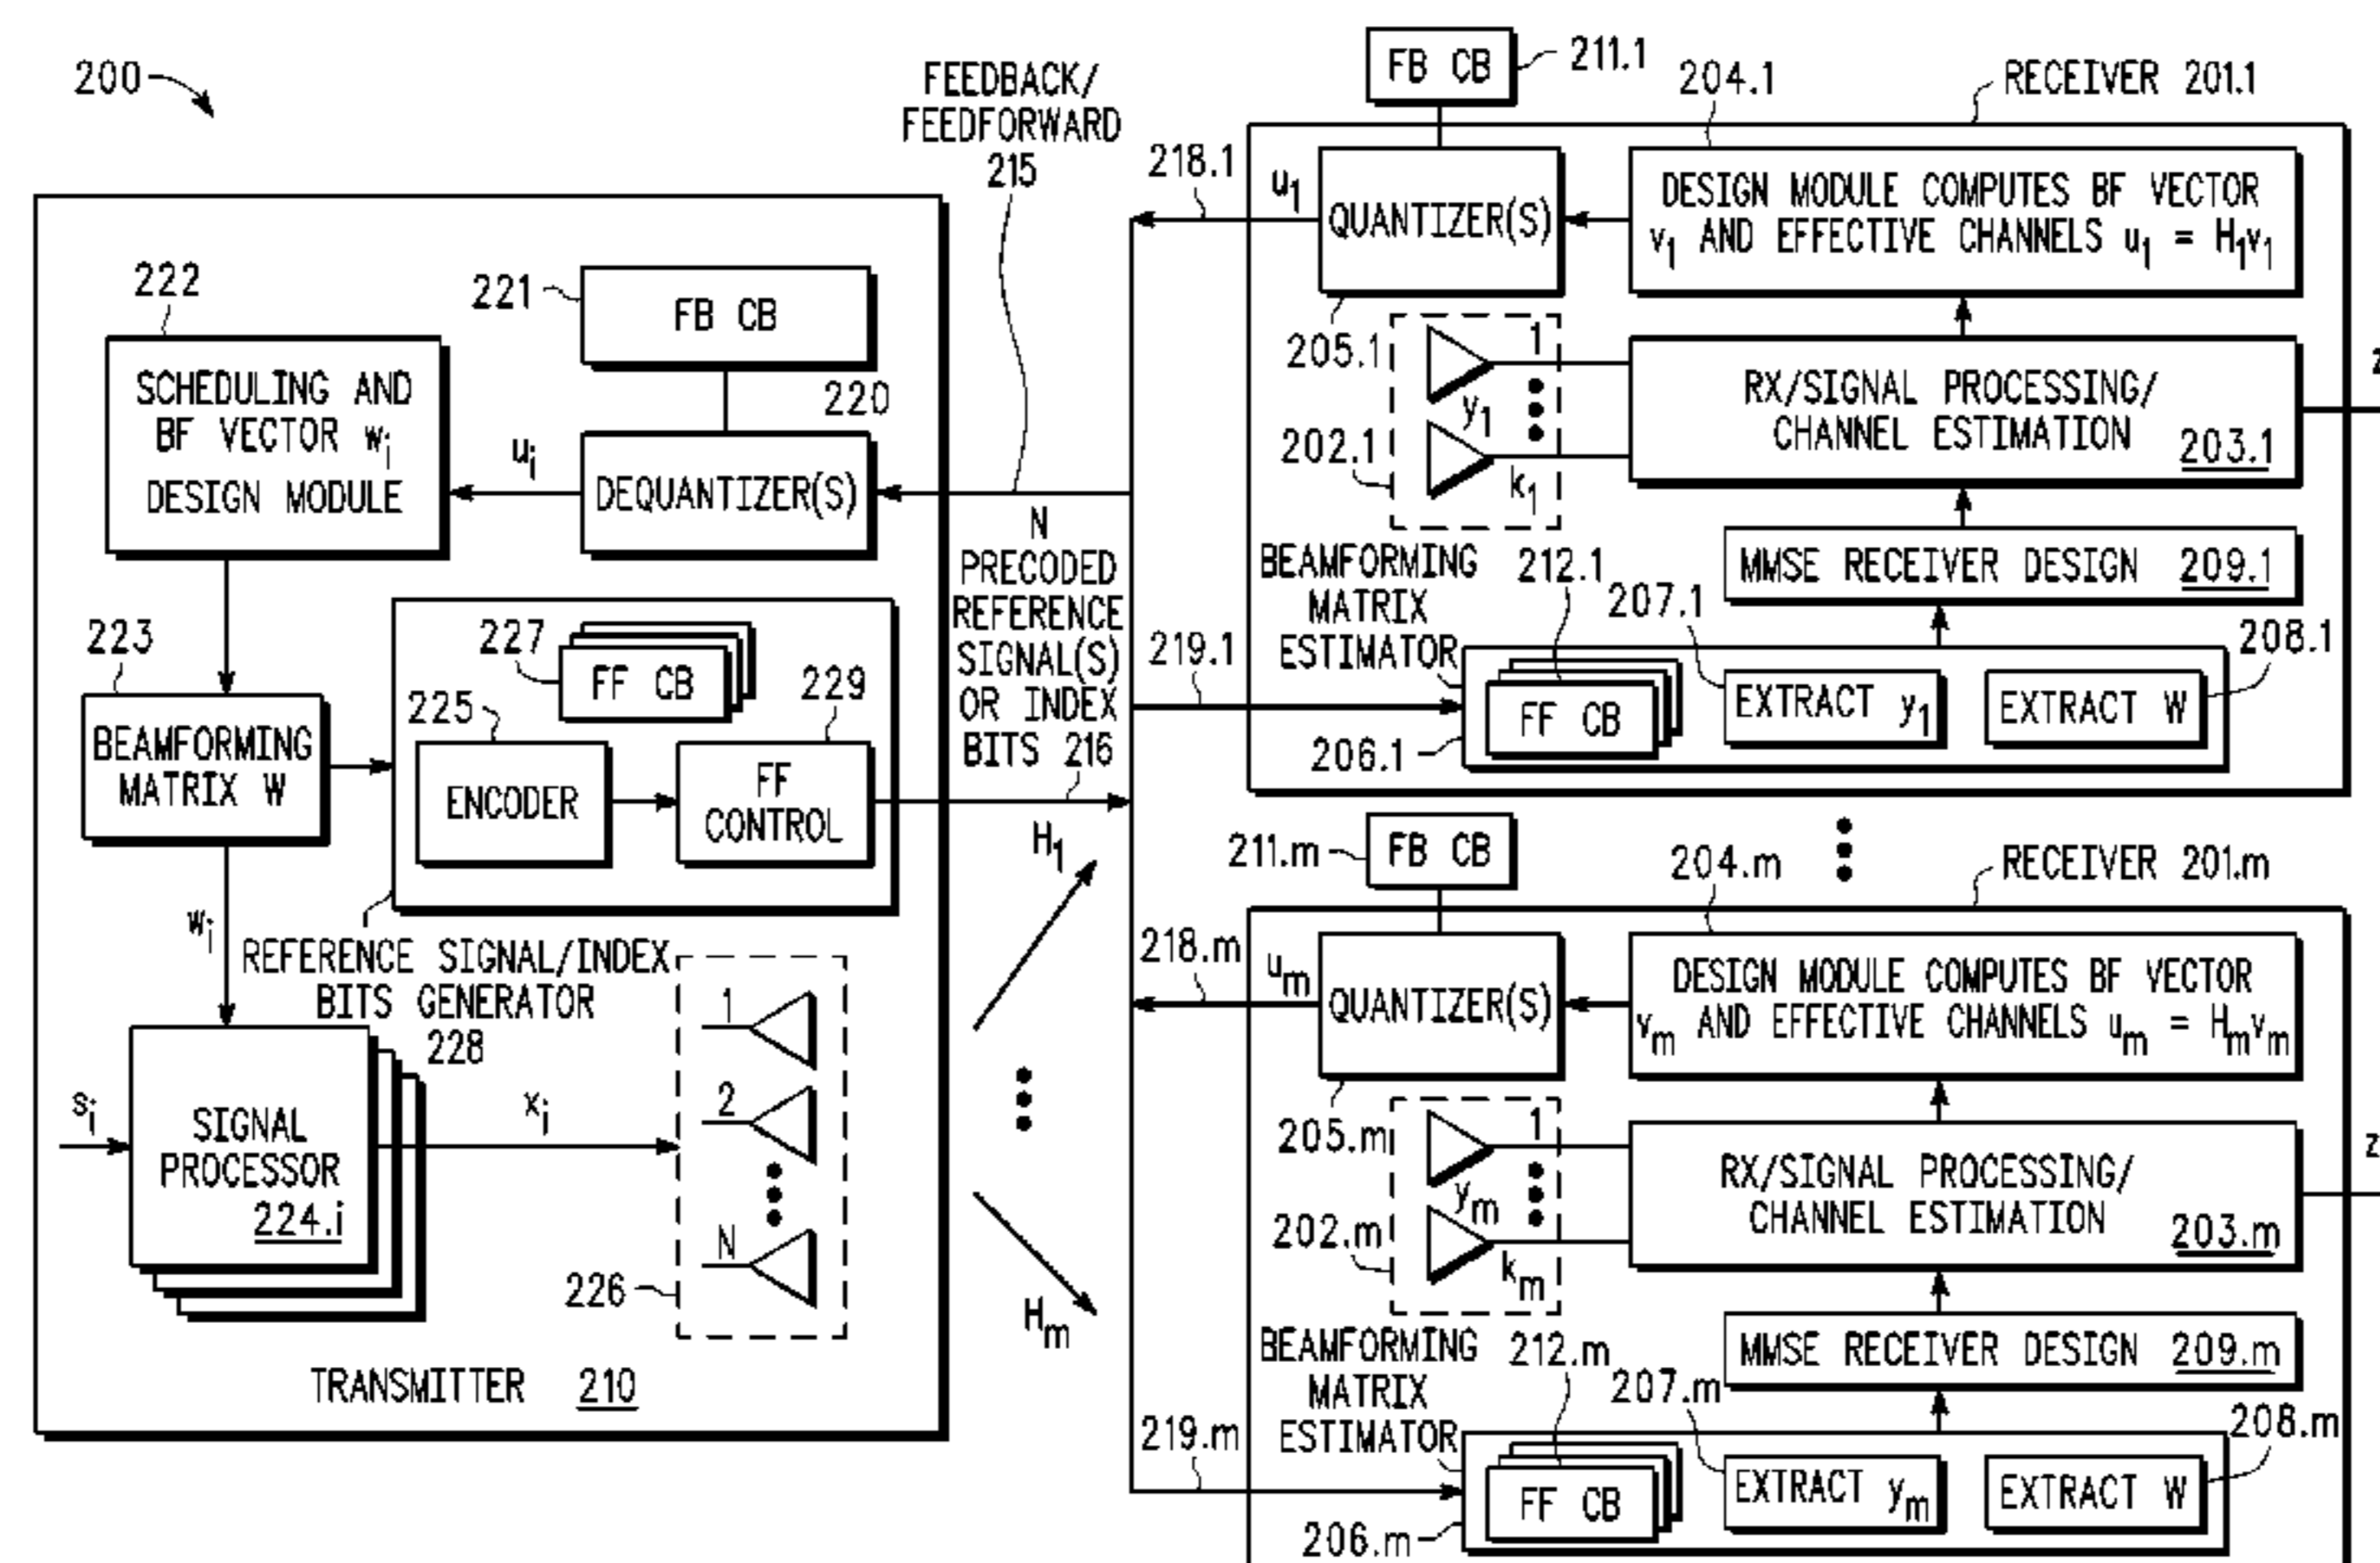 200
FEEDBACK/
FEEDFORWARD
215
TRANSMITTER 210
222
SCHEDULING AND
BF VECTOR wi
DESIGN MODULE
221
FB CB
220
ui
DEQUANTIZER(S)
223
BEAMFORMING
MATRIX W
227
FF CB
225
ENCODER
229
FF
CONTROL
REFERENCE SIGNAL/INDEX
BITS GENERATOR
228
wi
si
SIGNAL
PROCESSOR
224.i
xi
226
1
2
N
N
PRECODED
REFERENCE
SIGNAL(S)
OR INDEX
BITS 216
H1
Hm
FB CB
211.1
204.1
RECEIVER 201.1
218.1
u1
QUANTIZER(S)
205.1
DESIGN MODULE COMPUTES BF VECTOR
v1 AND EFFECTIVE CHANNELS u1 = H1v1
202.1
1
y1
k1
RX/SIGNAL PROCESSING/
CHANNEL ESTIMATION
203.1
z
MMSE RECEIVER DESIGN 209.1
BEAMFORMING
MATRIX
ESTIMATOR
212.1
207.1
208.1
219.1
FF CB
EXTRACT y1
EXTRACT W
206.1
211.m
FB CB
204.m
RECEIVER 201.m
218.m
um
QUANTIZER(S)
205.m
DESIGN MODULE COMPUTES BF VECTOR
vm AND EFFECTIVE CHANNELS um = Hmvm
202.m
1
ym
km
RX/SIGNAL PROCESSING/
CHANNEL ESTIMATION
203.m
z
MMSE RECEIVER DESIGN 209.m
BEAMFORMING
MATRIX
ESTIMATOR
212.m
207.m
208.m
219.m
FF CB
EXTRACT ym
EXTRACT W
206.m